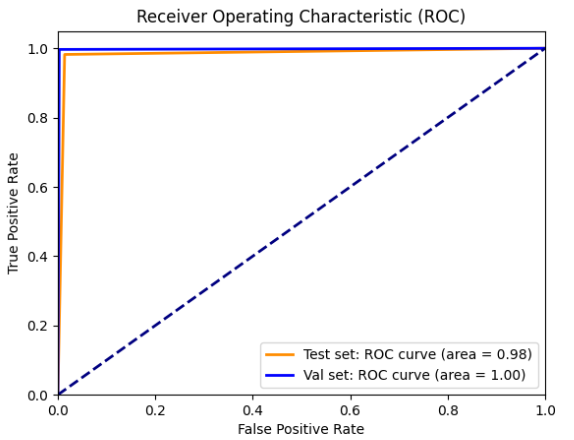 Receiver Operating Characteristic (ROC)
1.0
0.8
0.6
0.4
0.2
0.0
True Positive Rate
Test set: ROC curve (area = 0.98)
Val set: ROC curve (area = 1.00)
0.0 0.2 0.4 0.6 0.8 1.0
False Positive Rate